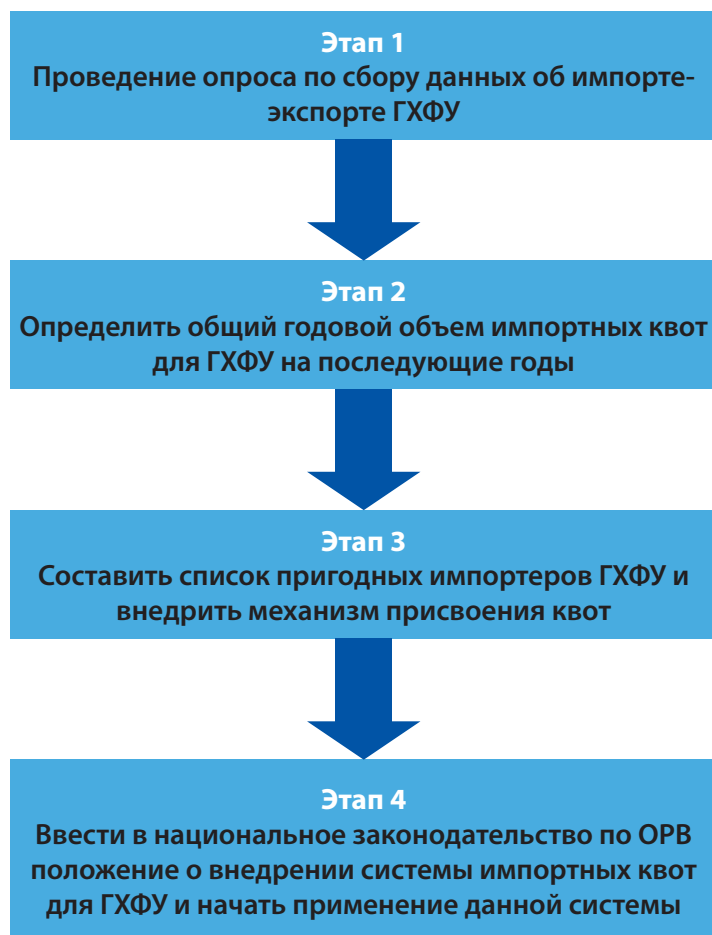 Этап 1
Проведение опроса по сбору данных об импорте-
экспорте ГХФУ
Этап 2
Определить общий годовой объем импортных квот
для ГХФУ на последующие годы
Этап 3
Составить список пригодных импортеров ГХФУ и
внедрить механизм присвоения квот
Этап 4
Ввести в национальное законодательство по ОРВ
положение о внедрении системы импортных квот
для ГХФУ и начать применение данной системы